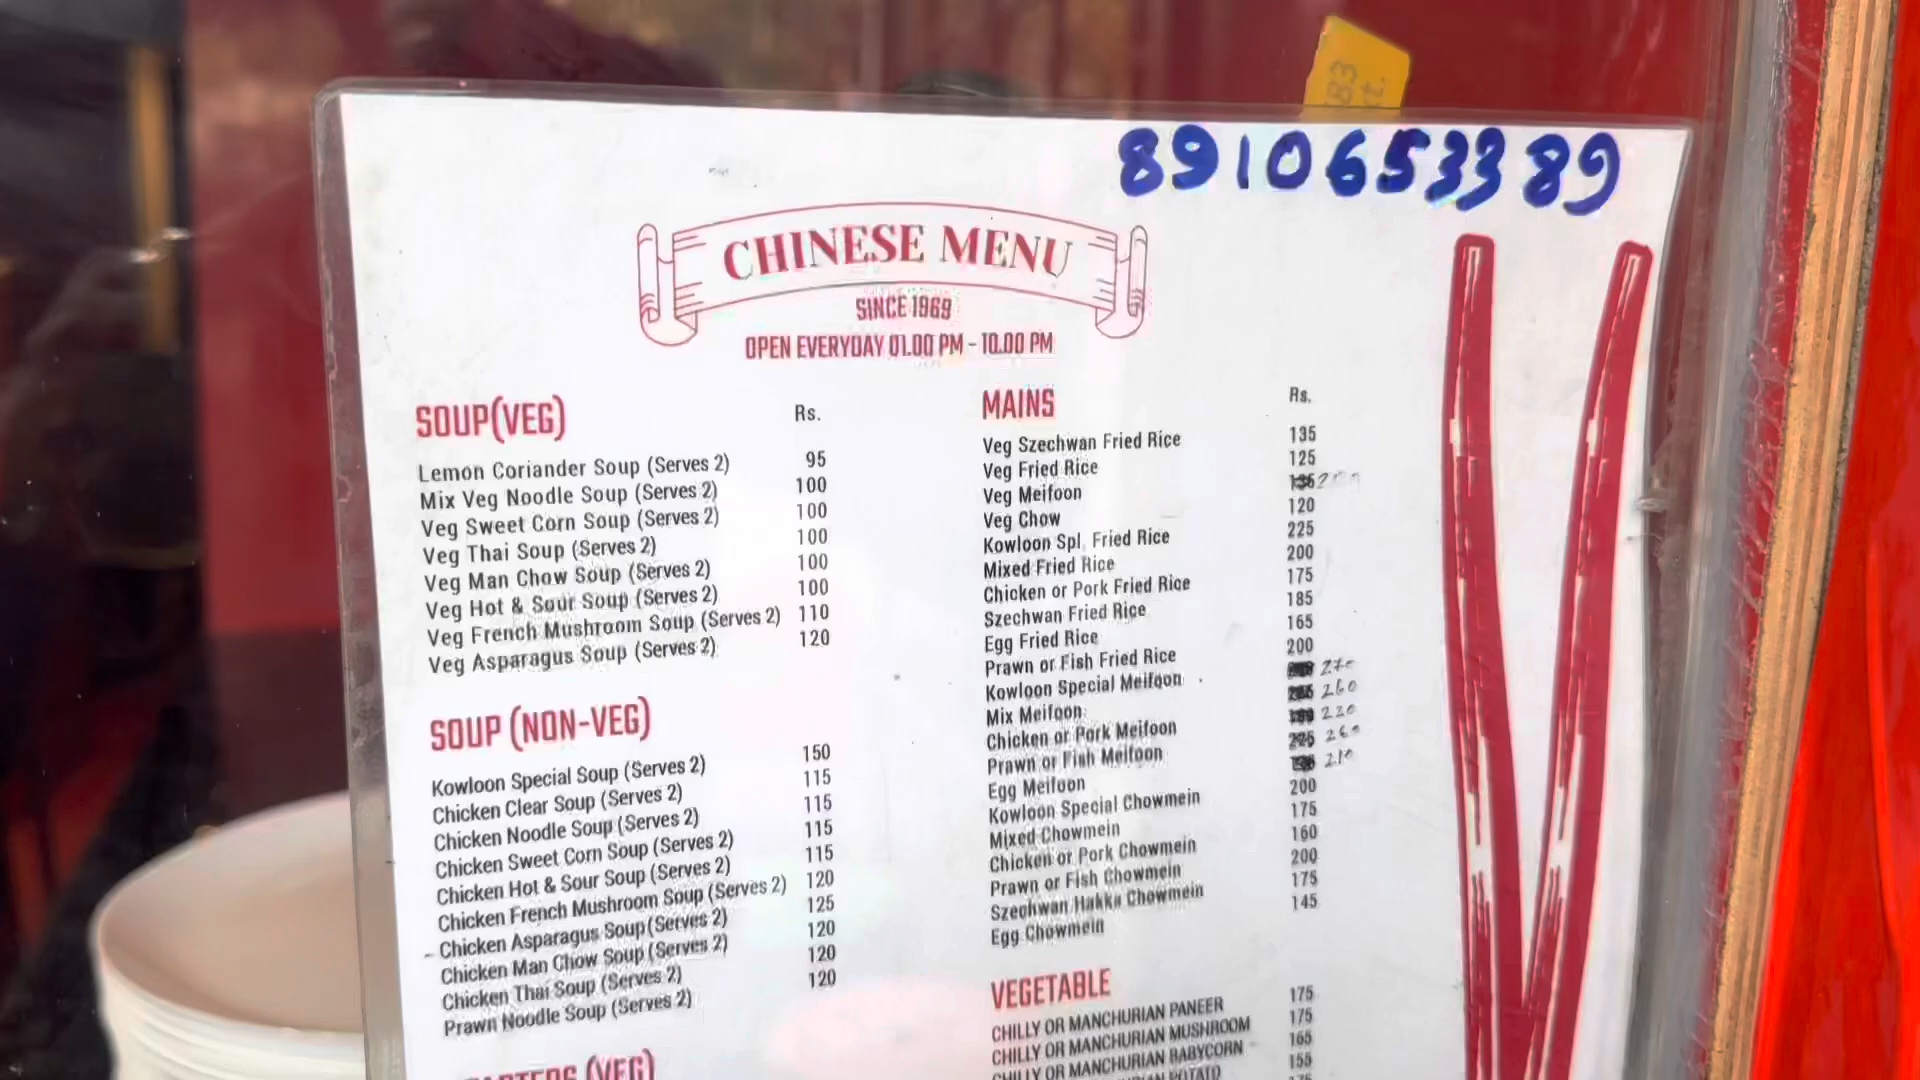 83
ct.
8910653389
CHINESE MENU
SINCE 1969
OPEN EVERYDAY 01.00 PM - 10.00 PM
SOUP(VEG) Rs.
Lemon Coriander Soup (Serves 2) 95
Mix Veg Noodle Soup (Serves 2) 100
Veg Sweet Corn Soup (Serves 2) 100
Veg Thai Soup (Serves 2) 100
Veg Man Chow Soup (Serves 2) 100
Veg Hot & Sour Soup (Serves 2) 100
Veg French Mushroom Soup (Serves 2) 110
Veg Asparagus Soup (Serves 2) 120
SOUP (NON-VEG)
Kowloon Special Soup (Serves 2) 150
Chicken Clear Soup (Serves 2) 115
Chicken Noodle Soup (Serves 2) 115
Chicken Sweet Corn Soup (Serves 2) 115
Chicken Hot & Sour Soup (Serves 2) 115
Chicken French Mushroom Soup (Serves 2) 120
Chicken Asparagus Soup (Serves 2) 125
Chicken Man Chow Soup (Serves 2) 120
Chicken Thai Soup (Serves 2) 120
Prawn Noodle Soup (Serves 2) 120
(VEG)
MAINS Rs.
Veg Szechwan Fried Rice 135
Veg Fried Rice 125
Veg Meifoon
Veg Chow 120
Kowloon Spl. Fried Rice 225
Mixed Fried Rice 200
Chicken or Pork Fried Rice 175
Szechwan Fried Rice 185
Egg Fried Rice 165
Prawn or Fish Fried Rice 200
Kowloon Special Meifoon 270
Mix Meifoon 260
Chicken or Pork Meifoon 230
Prawn or Fish Meifoon 260
Egg Meifoon 210
Kowloon Special Chowmein 200
Mixed Chowmein 175
Chicken or Pork Chowmein 160
Prawn or Fish Chowmein 200
Szechwan Hakka Chowmein 175
Egg Chowmein 145
VEGETABLE
CHILLY OR MANCHURIAN PANEER 175
CHILLY OR MANCHURIAN MUSHROOM 175
CHILLY OR MANCHURIAN BABYCORN 165
POTATO 155